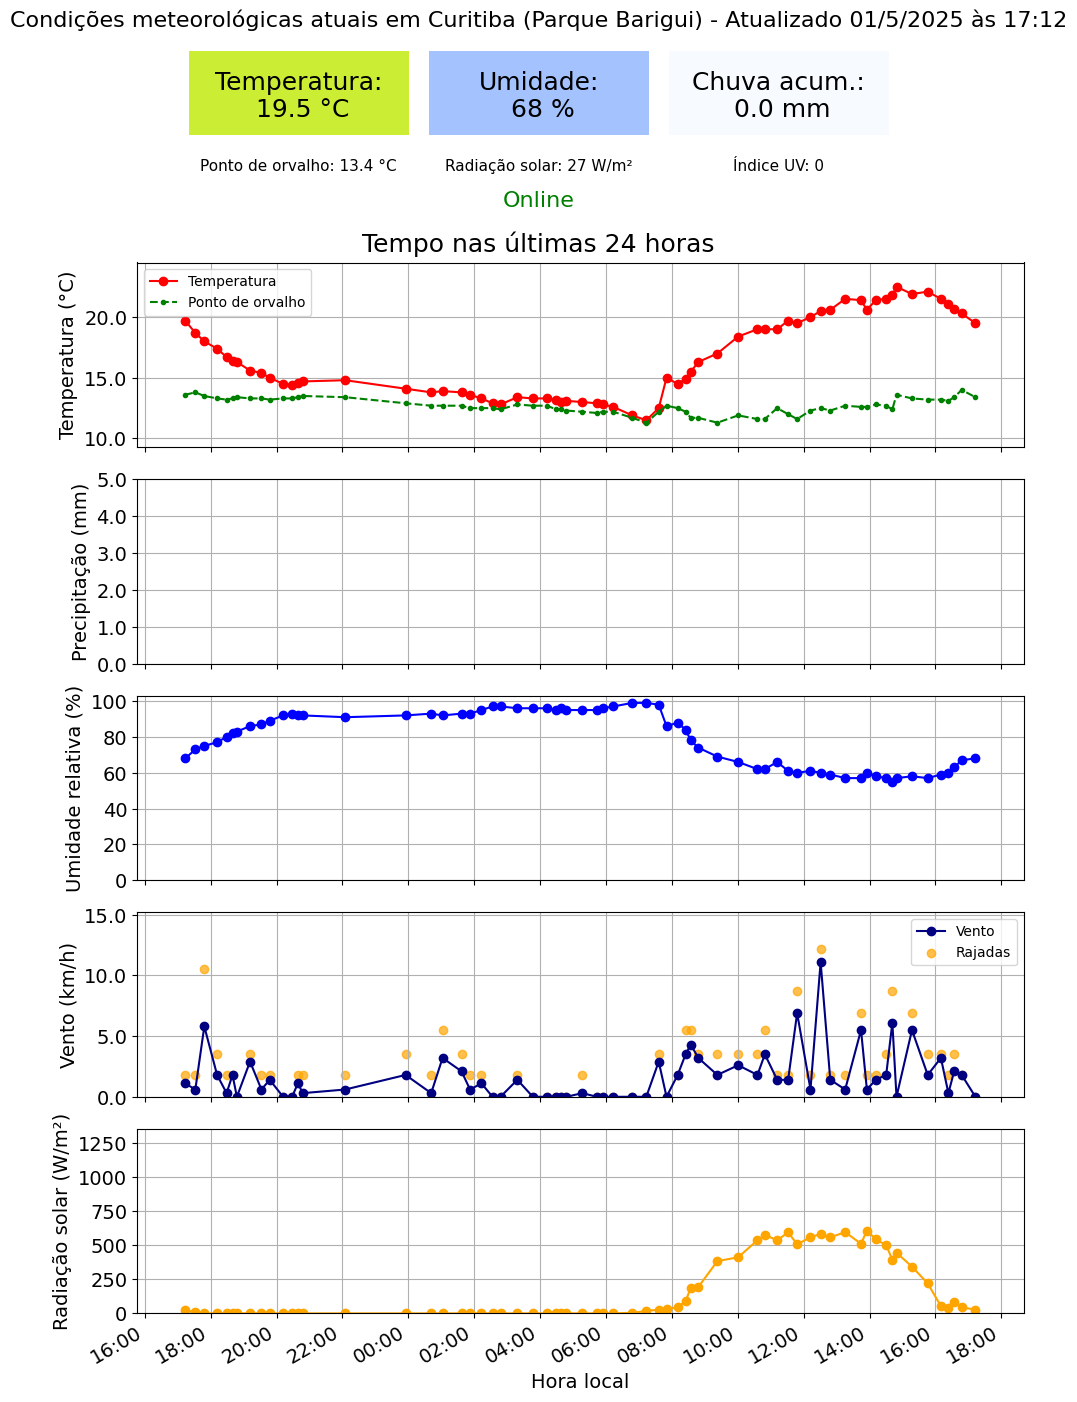 Condições meteorológicas atuais em Curitiba (Parque Barigui) - Atualizado 01/5/2025 às 17:12
Temperatura:
19.5 °C
Umidade:
68 %
Chuva acum.:
0.0 mm
Ponto de orvalho: 13.4 °C
Radiação solar: 27 W/m²
Índice UV: 0
Online
Tempo nas últimas 24 horas
Temperatura (°C)
20.0
15.0
10.0
Temperatura
Ponto de orvalho
Precipitação (mm)
5.0
4.0
3.0
2.0
1.0
0.0
Umidade relativa (%)
100
80
60
40
20
0
Vento (km/h)
15.0
10.0
5.0
0.0
Vento
Rajadas
Radiação solar (W/m²)
1250
1000
750
500
250
0
16:00
18:00
20:00
22:00
00:00
02:00
04:00
06:00
08:00
10:00
12:00
14:00
16:00
18:00
Hora local